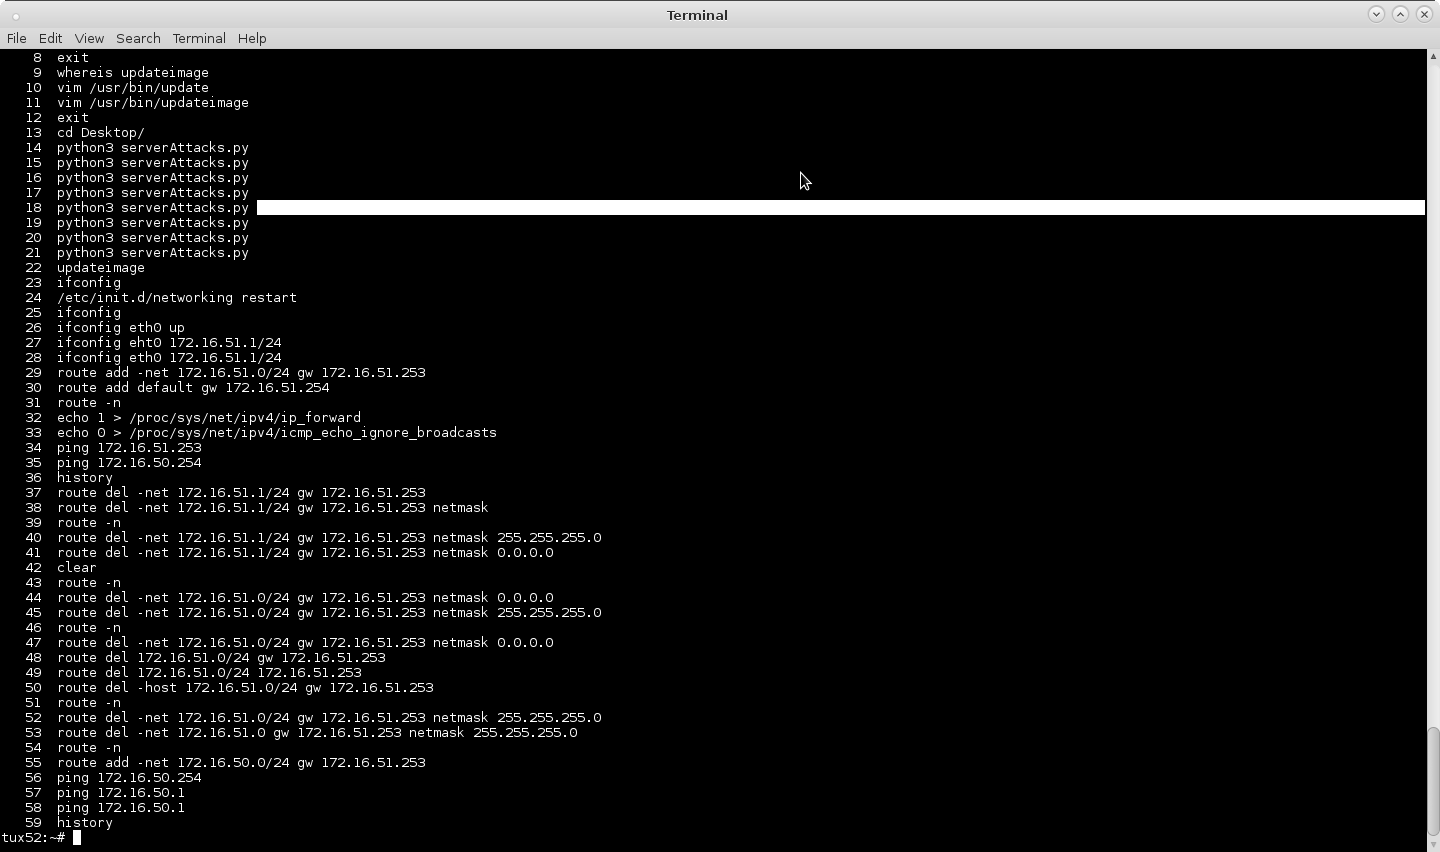 Terminal
File Edit View Search Terminal Help
8 exit
9 whereis updateimage
10 vim /usr/bin/update
11 vim /usr/bin/updateimage
12 exit
13 cd Desktop/
14 python3 serverAttacks.py
15 python3 serverAttacks.py
16 python3 serverAttacks.py
17 python3 serverAttacks.py
18 python3 serverAttacks.py
19 python3 serverAttacks.py
20 python3 serverAttacks.py
21 python3 serverAttacks.py
22 updateimage
23 ifconfig
24 /etc/init.d/networking restart
25 ifconfig
26 ifconfig eth0 up
27 ifconfig eht0 172.16.51.1/24
28 ifconfig eth0 172.16.51.1/24
29 route add -net 172.16.51.0/24 gw 172.16.51.253
30 route add default gw 172.16.51.254
31 route -n
32 echo 1 > /proc/sys/net/ipv4/ip_forward
33 echo 0 > /proc/sys/net/ipv4/icmp_echo_ignore_broadcasts
34 ping 172.16.51.253
35 ping 172.16.50.254
36 history
37 route del -net 172.16.51.1/24 gw 172.16.51.253
38 route del -net 172.16.51.1/24 gw 172.16.51.253 netmask
39 route -n
40 route del -net 172.16.51.1/24 gw 172.16.51.253 netmask 255.255.255.0
41 route del -net 172.16.51.1/24 gw 172.16.51.253 netmask 0.0.0.0
42 clear
43 route -n
44 route del -net 172.16.51.0/24 gw 172.16.51.253 netmask 0.0.0.0
45 route del -net 172.16.51.0/24 gw 172.16.51.253 netmask 255.255.255.0
46 route -n
47 route del -net 172.16.51.0/24 gw 172.16.51.253 netmask 0.0.0.0
48 route del 172.16.51.0/24 gw 172.16.51.253
49 route del 172.16.51.0/24 172.16.51.253
50 route del -host 172.16.51.0/24 gw 172.16.51.253
51 route -n
52 route del -net 172.16.51.0/24 gw 172.16.51.253 netmask 255.255.255.0
53 route del -net 172.16.51.0 gw 172.16.51.253 netmask 255.255.255.0
54 route -n
55 route add -net 172.16.50.0/24 gw 172.16.51.253
56 ping 172.16.50.254
57 ping 172.16.50.1
58 ping 172.16.50.1
59 history
tux52:~#